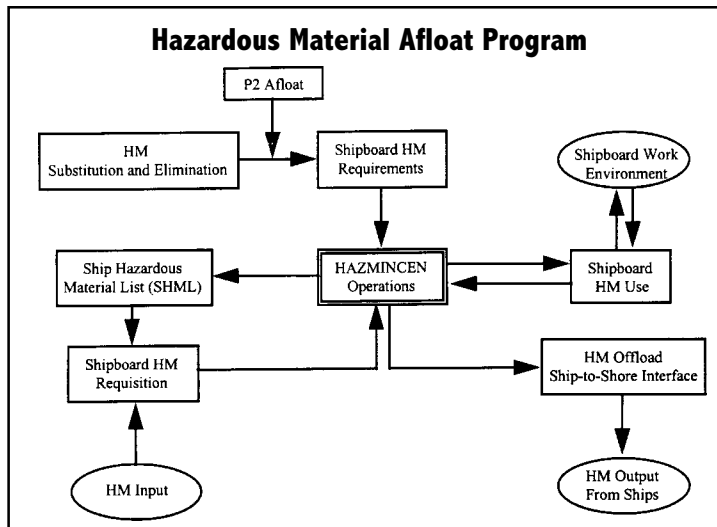 Hazardous Material Afloat Program
P2 Afloat
HM
Substitution and Elimination
Shipboard HM
Requirements
Shipboard Work
Environment
Ship Hazardous
Material List (SHML)
HAZMINCEN
Operations
Shipboard
HM Use
Shipboard HM
Requisition
HM Offload
Ship-to-Shore Interface
HM Input
HM Output
From Ships